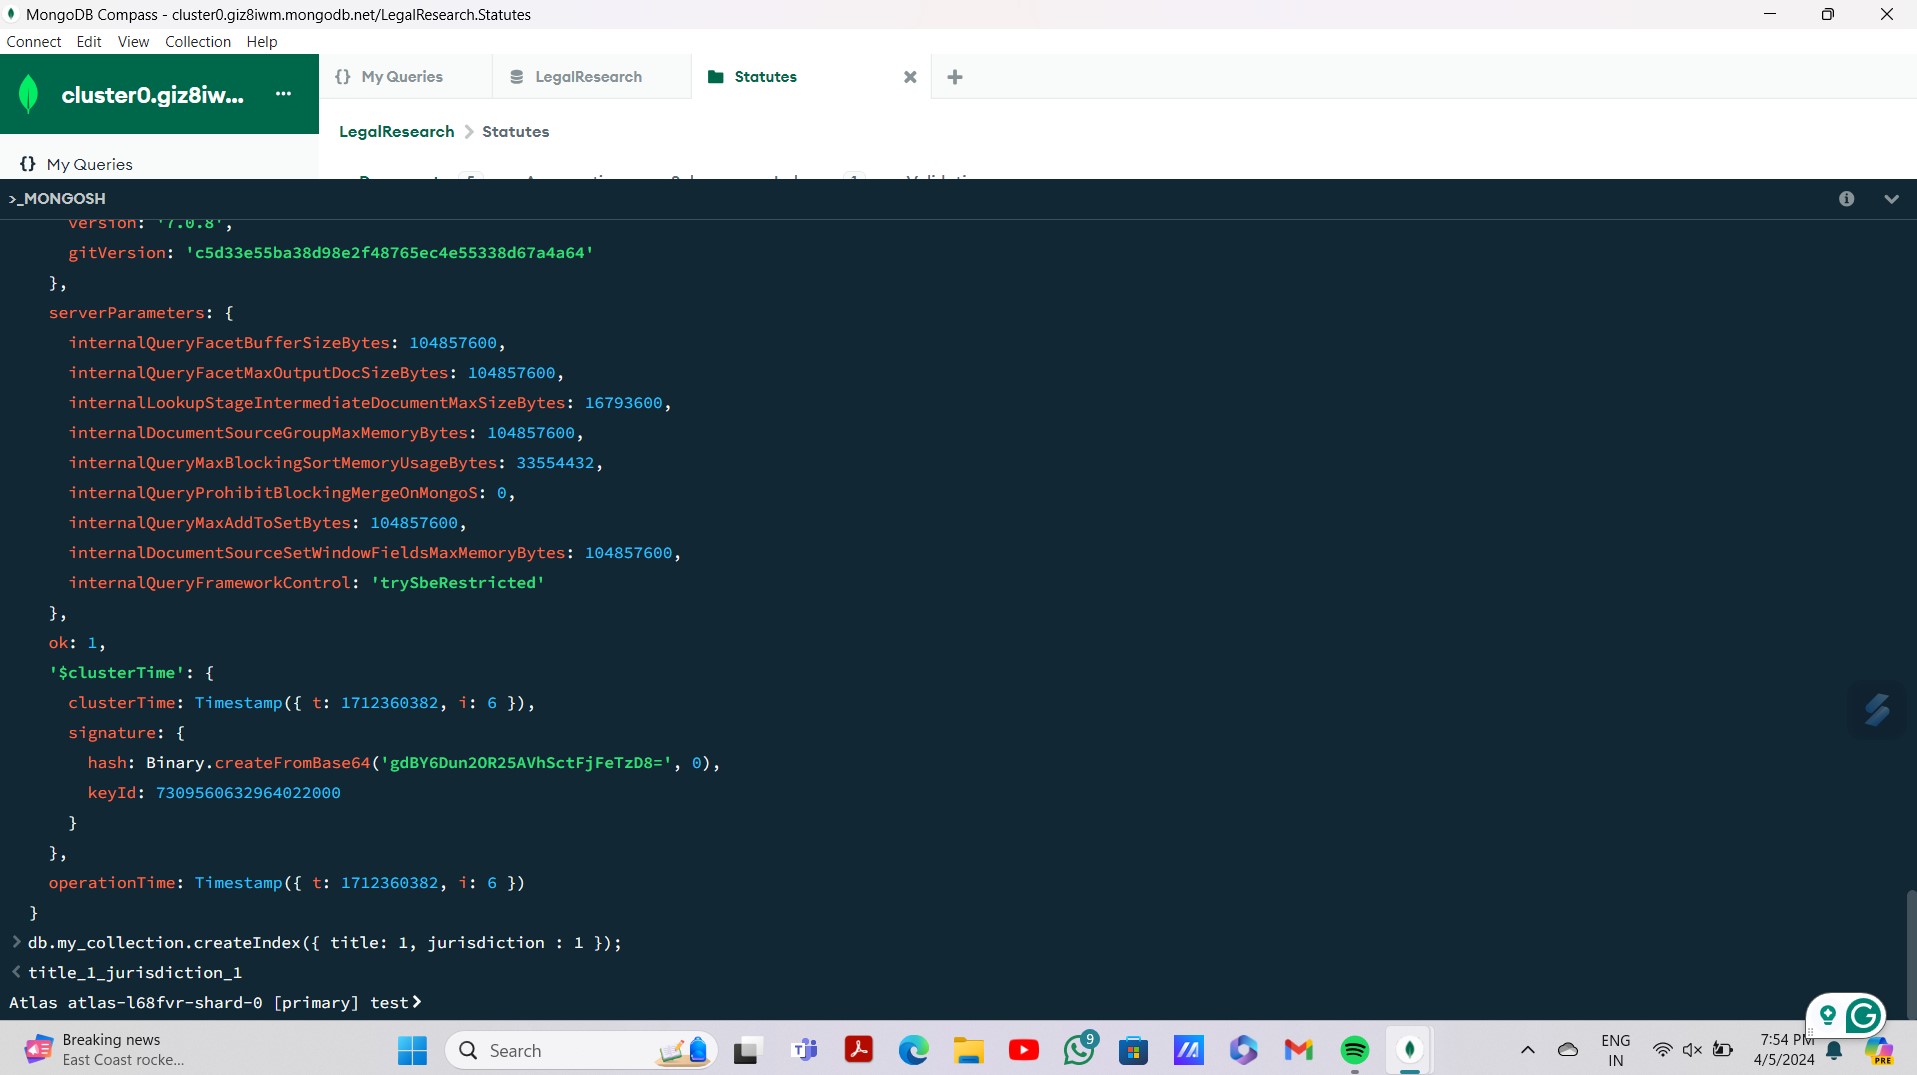 MongoDB Compass - cluster0.giz8iwm.mongodb.net/LegalResearch.Statutes
Connect Edit View Collection Help
cluster0.giz8iw... ...
{} My Queries
LegalResearch
Statutes
LegalResearch > Statutes
{} My Queries
>_MONGOSH
version: '7.0.8',
gitVersion: 'c5d33e55ba38d98e2f48765ec4e55338d67a4a64'
},
serverParameters: {
internalQueryFacetBufferSizeBytes: 104857600,
internalQueryFacetMaxOutputDocSizeBytes: 104857600,
internalLookupStageIntermediateDocumentMaxSizeBytes: 16793600,
internalDocumentSourceGroupMaxMemoryBytes: 104857600,
internalQueryMaxBlockingSortMemoryUsageBytes: 33554432,
internalQueryProhibitBlockingMergeOnMongoS: 0,
internalQueryMaxAddToSetBytes: 104857600,
internalDocumentSourceSetWindowFieldsMaxMemoryBytes: 104857600,
internalQueryFrameworkControl: 'trySbeRestricted'
},
ok: 1,
'$clusterTime': {
clusterTime: Timestamp({ t: 1712360382, i: 6 }),
signature: {
hash: Binary.createFromBase64('gdBY6Dun2OR25AVhSctFjFeTzD8=', 0),
keyId: 7309560632964022000
}
},
operationTime: Timestamp({ t: 1712360382, i: 6 })
}
> db.my_collection.createIndex({ title: 1, jurisdiction : 1 });
< title_1_jurisdiction_1
Atlas atlas-l68fvr-shard-0 [primary] test>
Breaking news
East Coast rocke...
Search
9
ENG
IN
7:54 PM
4/5/2024
PRE